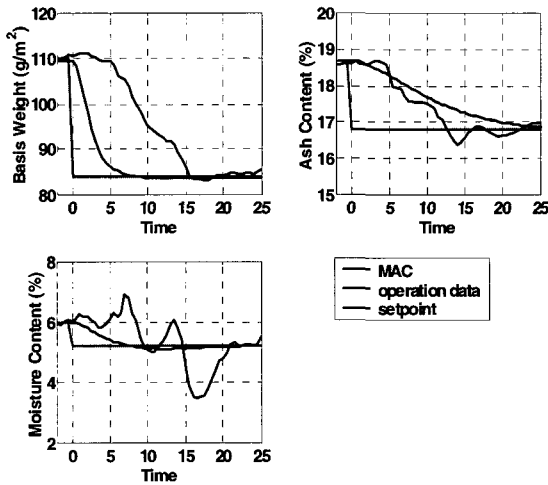 120
110
100
90
80
Basis Weight (g/m²)
0 5 10 15 20 25
Time
20
19
18
17
16
15
Ash Content (%)
0 5 10 15 20 25
Time
8
6
4
2
Moisture Content (%)
0 5 10 15 20 25
Time
MAC
operation data
setpoint